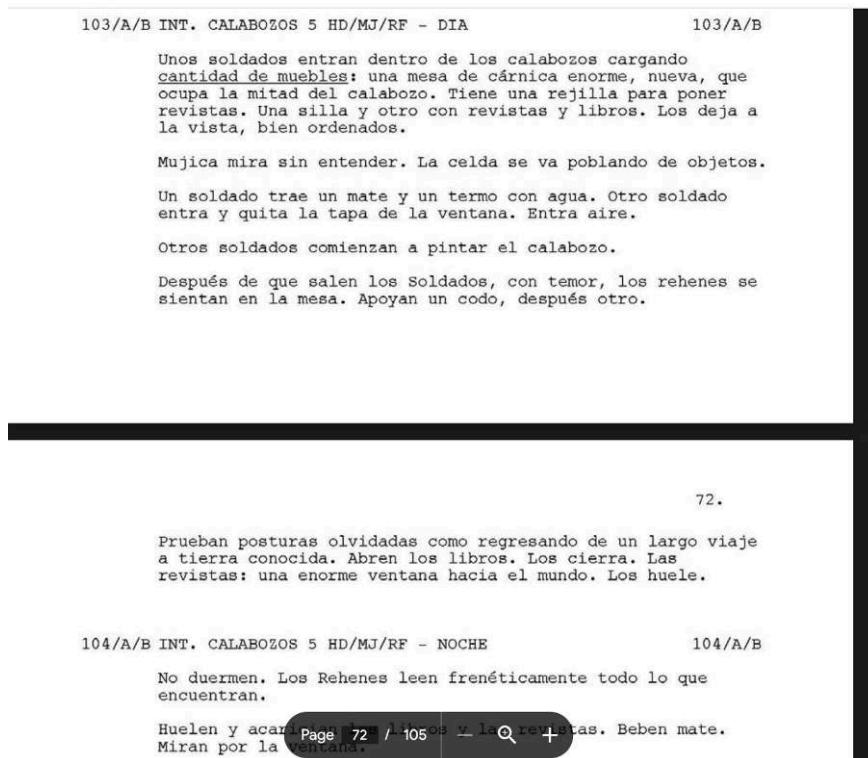 103/A/B INT. CALABOZOS 5 HD/MJ/RF - DIA 103/A/B
Unos soldados entran dentro de los calabozos cargando
cantidad de muebles: una mesa de cárnica enorme, nueva, que
ocupa la mitad del calabozo. Tiene una rejilla para poner
revistas. Una silla y otro con revistas y libros. Los deja a
la vista, bien ordenados.
Mujica mira sin entender. La celda se va poblando de objetos.
Un soldado trae un mate y un termo con agua. Otro soldado
entra y quita la tapa de la ventana. Entra aire.
Otros soldados comienzan a pintar el calabozo.
Después de que salen los Soldados, con temor, los rehenes se
sientan en la mesa. Apoyan un codo, después otro.
72.
Prueban posturas olvidadas como regresando de un largo viaje
a tierra conocida. Abren los libros. Los cierra. Las
revistas: una enorme ventana hacia el mundo. Los huele.
104/A/B INT. CALABOZOS 5 HD/MJ/RF - NOCHE 104/A/B
No duermen. Los Rehenes leen frenéticamente todo lo que
encuentran.
Huelen y acarician los libros y las revistas. Beben mate.
Miran por la ventana.
Page 72 / 105